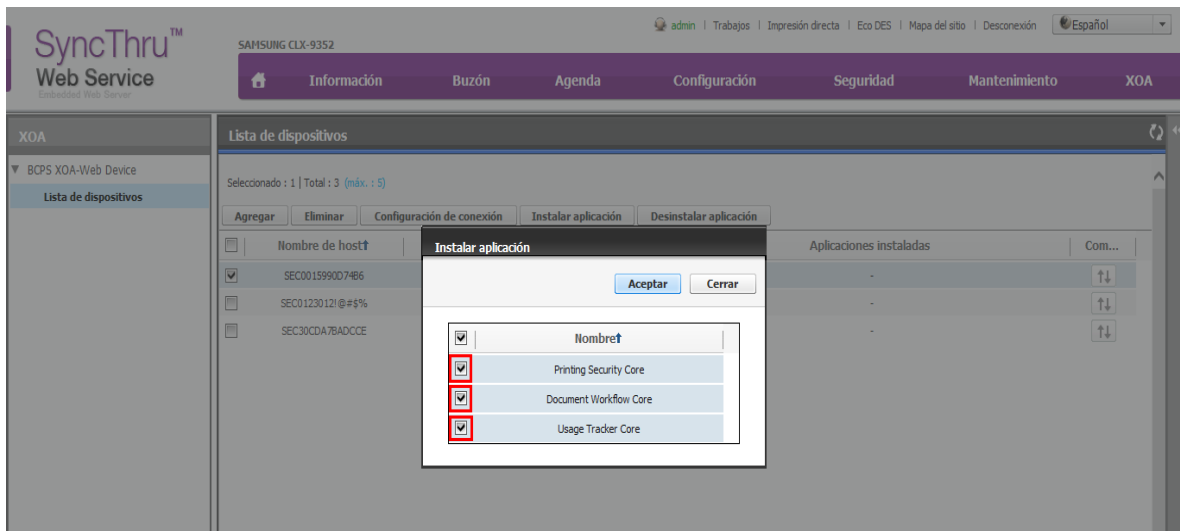 SyncThru™
Web Service
Embedded Web Server
SAMSUNG CLX-9352
admin | Trabajos | Impresión directa | Eco DES | Mapa del sitio | Desconexión Español
Información Buzón Agenda Configuración Seguridad Mantenimiento XOA
XOA
BCPS XOA-Web Device
Lista de dispositivos
Lista de dispositivos
Seleccionado : 1 | Total : 3 (máx. : 5)
Agregar Eliminar Configuración de conexión Instalar aplicación Desinstalar aplicación
Nombre de host Aplicaciones instaladas Com...
SEC0015990D74B6 -
SEC0123012!@#$% -
SEC30CDA7BADCCE -
Instalar aplicación
Aceptar Cerrar
Nombre
Printing Security Core
Document Workflow Core
Usage Tracker Core